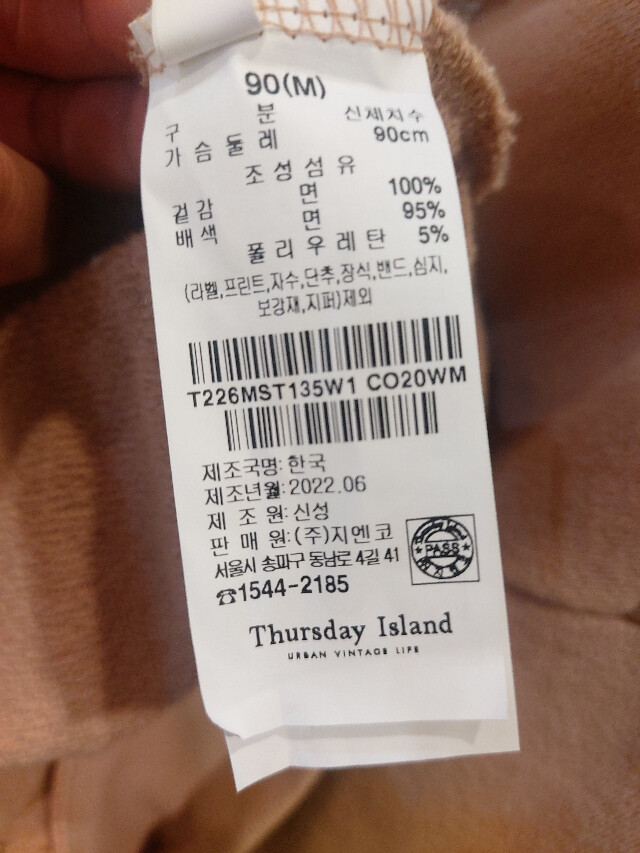 90(M)
구 분 신체치수
가슴둘레 90cm
조성섬유
겉감 면 100%
배색 면 95%
폴리우레탄 5%
(라벨,프린트,자수,단추,장식,밴드,심지,
보강재,지퍼)제외
T226MST135W1 CO20WM
제조국명: 한국
제조년월: 2022.06
제 조 원: 신성
판 매 원: (주)지엔코
서울시 송파구 동남로 4길 41
☎1544-2185
PASS
Thursday Island
URBAN VINTAGE LIFE